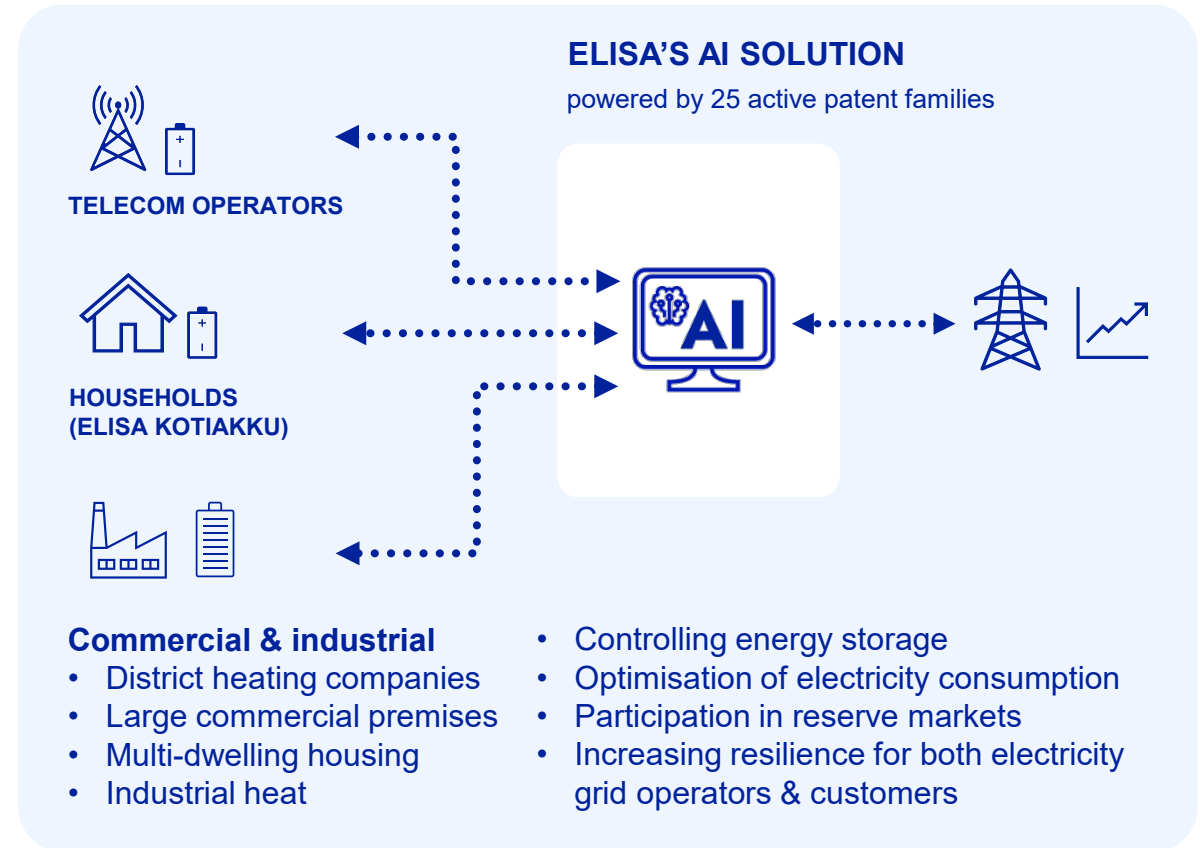 ELISA’S AI SOLUTION
powered by 25 active patent families
TELECOM OPERATORS
HOUSEHOLDS
(ELISA KOTIAKKU)
AI
Commercial & industrial
• District heating companies
• Large commercial premises
• Multi-dwelling housing
• Industrial heat
• Controlling energy storage
• Optimisation of electricity consumption
• Participation in reserve markets
• Increasing resilience for both electricity
grid operators & customers